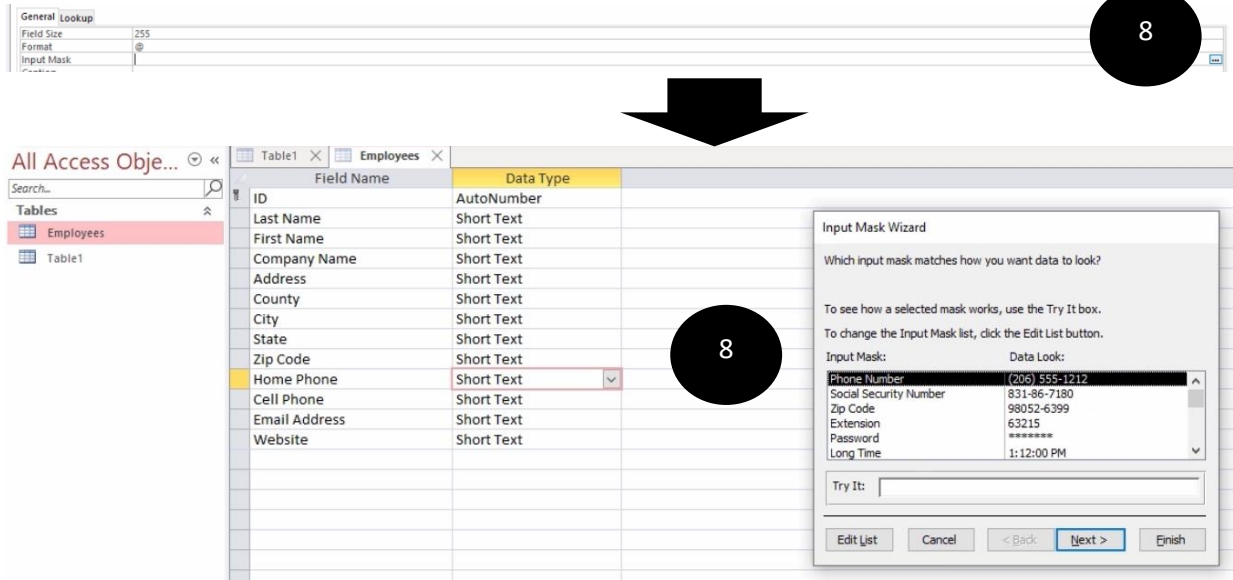 General Lookup
Field Size 255
Format @
Input Mask
8
All Access Obje... «
Search...
Tables
Employees
Table1
Table1 Employees
Field Name Data Type
ID AutoNumber
Last Name Short Text
First Name Short Text
Company Name Short Text
Address Short Text
County Short Text
City Short Text
State Short Text
Zip Code Short Text
Home Phone Short Text
Cell Phone Short Text
Email Address Short Text
Website Short Text
8
Input Mask Wizard
Which input mask matches how you want data to look?
To see how a selected mask works, use the Try It box.
To change the Input Mask list, click the Edit List button.
Input Mask: Data Look:
Phone Number (206) 555-1212
Social Security Number 831-86-7180
Zip Code 98052-6399
Extension 63215
Password *******
Long Time 1:12:00 PM
Try It:
Edit List Cancel < Back Next > Finish